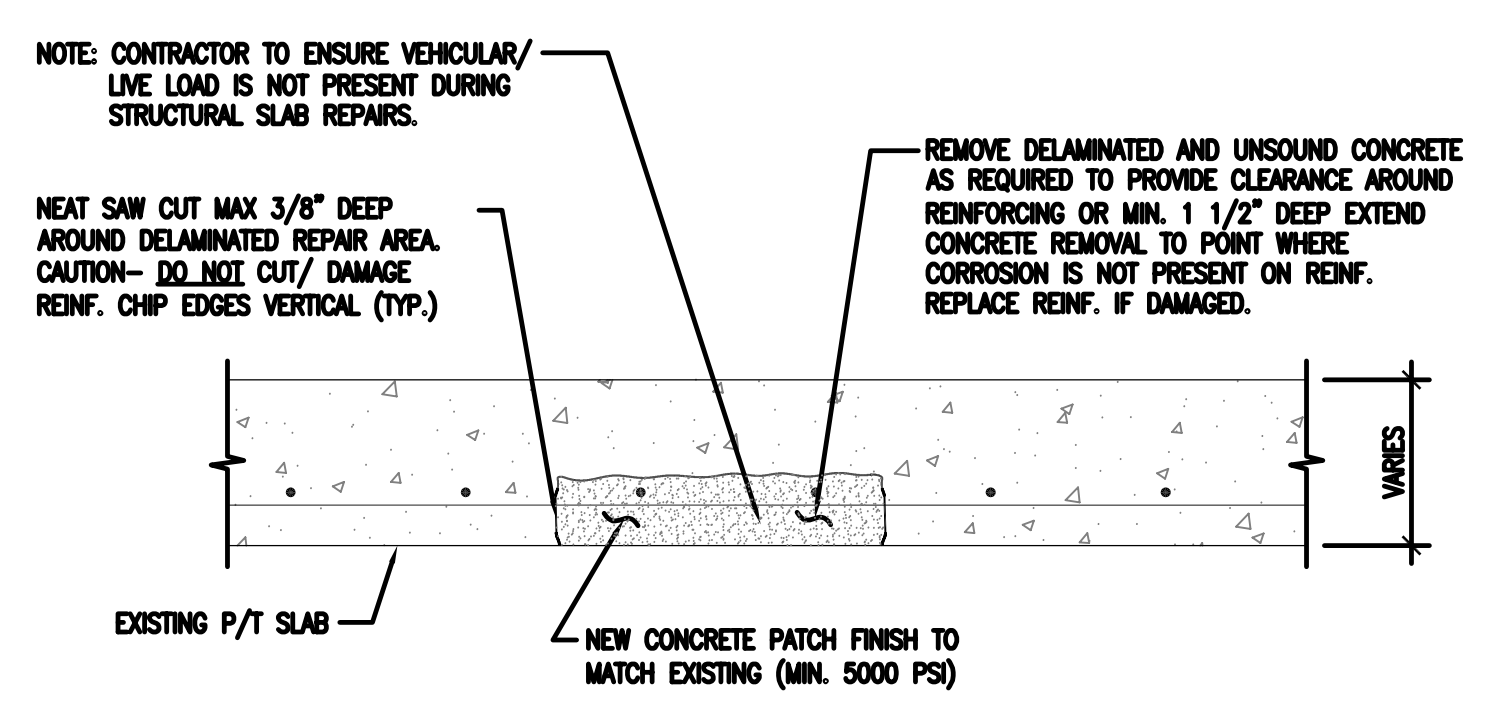 NOTE: CONTRACTOR TO ENSURE VEHICULAR/
LIVE LOAD IS NOT PRESENT DURING
STRUCTURAL SLAB REPAIRS.
REMOVE DELAMINATED AND UNSOUND CONCRETE
AS REQUIRED TO PROVIDE CLEARANCE AROUND
REINFORCING OR MIN. 1 1/2" DEEP EXTEND
CONCRETE REMOVAL TO POINT WHERE
CORROSION IS NOT PRESENT ON REINF.
REPLACE REINF. IF DAMAGED.
NEAT SAW CUT MAX 3/8" DEEP
AROUND DELAMINATED REPAIR AREA.
CAUTION- DO NOT CUT/ DAMAGE
REINF. CHIP EDGES VERTICAL (TYP.)
VARIES
EXISTING P/T SLAB
NEW CONCRETE PATCH FINISH TO
MATCH EXISTING (MIN. 5000 PSI)